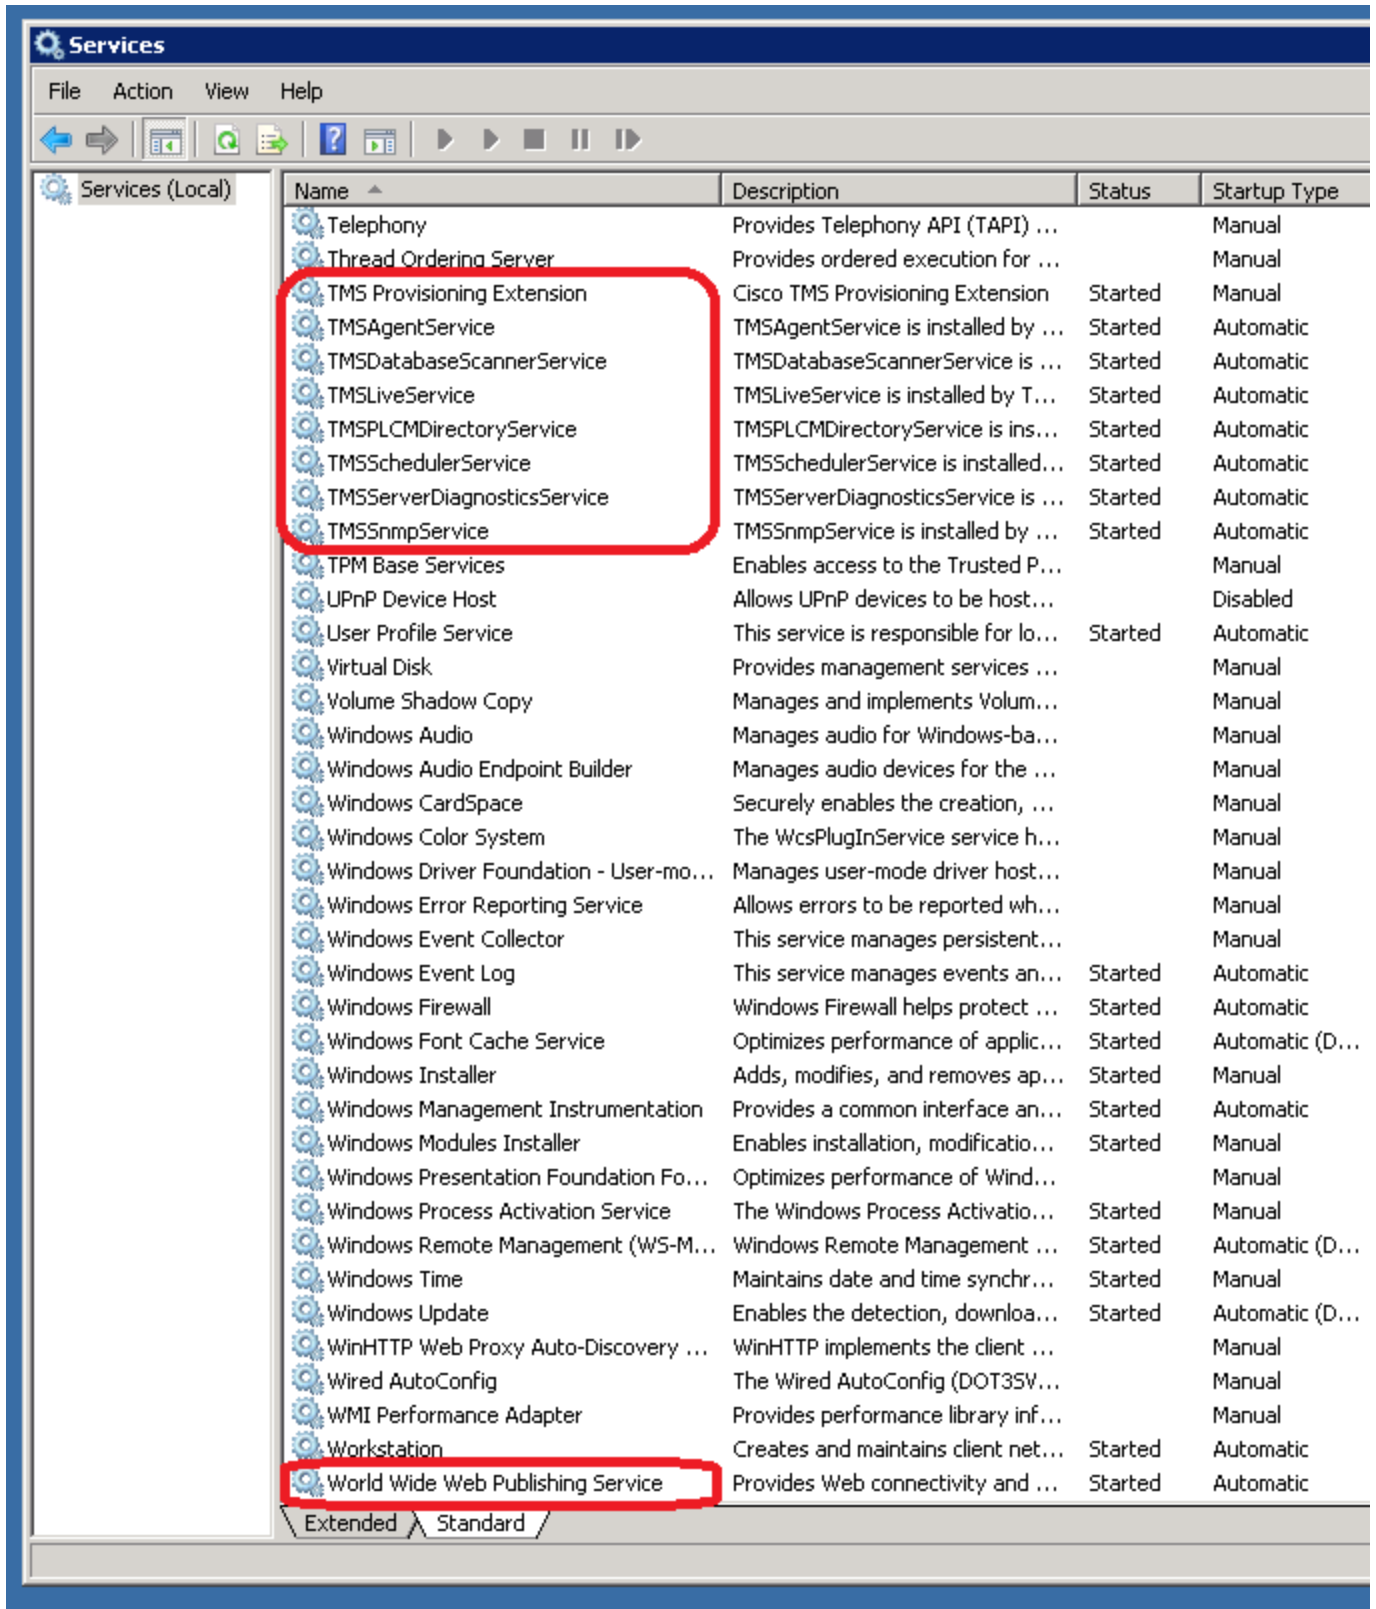 Services
File Action View Help
Services (Local)
Name Description Status Startup Type
Telephony Provides Telephony API (TAPI) ... Manual
Thread Ordering Server Provides ordered execution for ... Manual
TMS Provisioning Extension Cisco TMS Provisioning Extension Started Manual
TMSAgentService TMSAgentService is installed by ... Started Automatic
TMSDatabaseScannerService TMSDatabaseScannerService is ... Started Automatic
TMSLiveService TMSLiveService is installed by T... Started Automatic
TMSPLCMDirectoryService TMSPLCMDirectoryService is ins... Started Automatic
TMSSchedulerService TMSSchedulerService is installed... Started Automatic
TMSServerDiagnosticsService TMSServerDiagnosticsService is ... Started Automatic
TMSSnmpService TMSSnmpService is installed by ... Started Automatic
TPM Base Services Enables access to the Trusted P... Manual
UPnP Device Host Allows UPnP devices to be host... Disabled
User Profile Service This service is responsible for lo... Started Automatic
Virtual Disk Provides management services ... Manual
Volume Shadow Copy Manages and implements Volum... Manual
Windows Audio Manages audio for Windows-ba... Manual
Windows Audio Endpoint Builder Manages audio devices for the ... Manual
Windows CardSpace Securely enables the creation, ... Manual
Windows Color System The WcsPlugInService service h... Manual
Windows Driver Foundation - User-mo... Manages user-mode driver host... Manual
Windows Error Reporting Service Allows errors to be reported wh... Manual
Windows Event Collector This service manages persistent... Manual
Windows Event Log This service manages events an... Started Automatic
Windows Firewall Windows Firewall helps protect ... Started Automatic
Windows Font Cache Service Optimizes performance of applic... Started Automatic (D...
Windows Installer Adds, modifies, and removes ap... Started Manual
Windows Management Instrumentation Provides a common interface an... Started Automatic
Windows Modules Installer Enables installation, modificatio... Started Manual
Windows Presentation Foundation Fo... Optimizes performance of Wind... Manual
Windows Process Activation Service The Windows Process Activatio... Started Manual
Windows Remote Management (WS-M... Windows Remote Management ... Started Automatic (D...
Windows Time Maintains date and time synchr... Started Manual
Windows Update Enables the detection, downloa... Started Automatic (D...
WinHTTP Web Proxy Auto-Discovery ... WinHTTP implements the client ... Manual
Wired AutoConfig The Wired AutoConfig (DOT3SV... Manual
WMI Performance Adapter Provides performance library inf... Manual
Workstation Creates and maintains client net... Started Automatic
World Wide Web Publishing Service Provides Web connectivity and ... Started Automatic
Extended Standard